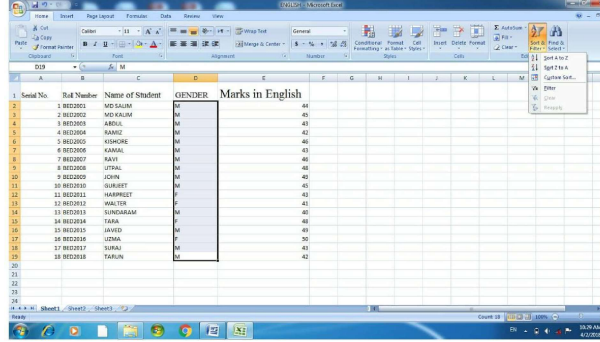 ENGLISH - Microsoft Excel
Home Insert Page Layout Formulas Data Review View
Cut
Copy
Format Painter
Paste
Clipboard
Calibri 11
B I U
Font
Wrap Text
Merge & Center
Alignment
General
Number
Conditional Formatting Format as Table Cell Styles
Styles
Insert Delete Format
Cells
AutoSum
Fill
Clear
Sort & Filter Find & Select
Sort A to Z
Sort Z to A
Custom Sort...
Filter
Clear
Reapply
D19 fx M
A B C D E F G H I J K L M
1 Serial No. Roll Number Name of Student GENDER Marks in English
2 1 BED2001 MD SALIM M 44
3 2 BED2002 MD KALIM M 45
4 3 BED2003 ABDUL M 43
5 4 BED2004 RAMIZ M 42
6 5 BED2005 KISHORE M 46
7 6 BED2006 KAMAL M 43
8 7 BED2007 RAVI M 46
9 8 BED2008 UTPAL M 48
10 9 BED2009 JOHN M 49
11 10 BED2010 GURJEET M 45
12 11 BED2011 HARPREET F 43
13 12 BED2012 WALTER F 41
14 13 BED2013 SUNDARAM M 40
15 14 BED2014 TARA F 48
16 15 BED2015 JAVED M 49
17 16 BED2016 UZMA F 50
18 17 BED2017 SURAJ M 43
19 18 BED2018 TARUN M 42
20
21
22
23
24
Sheet1 Sheet2 Sheet3
Ready Count: 18 100%
EN 10:29 AM
4/2/2018